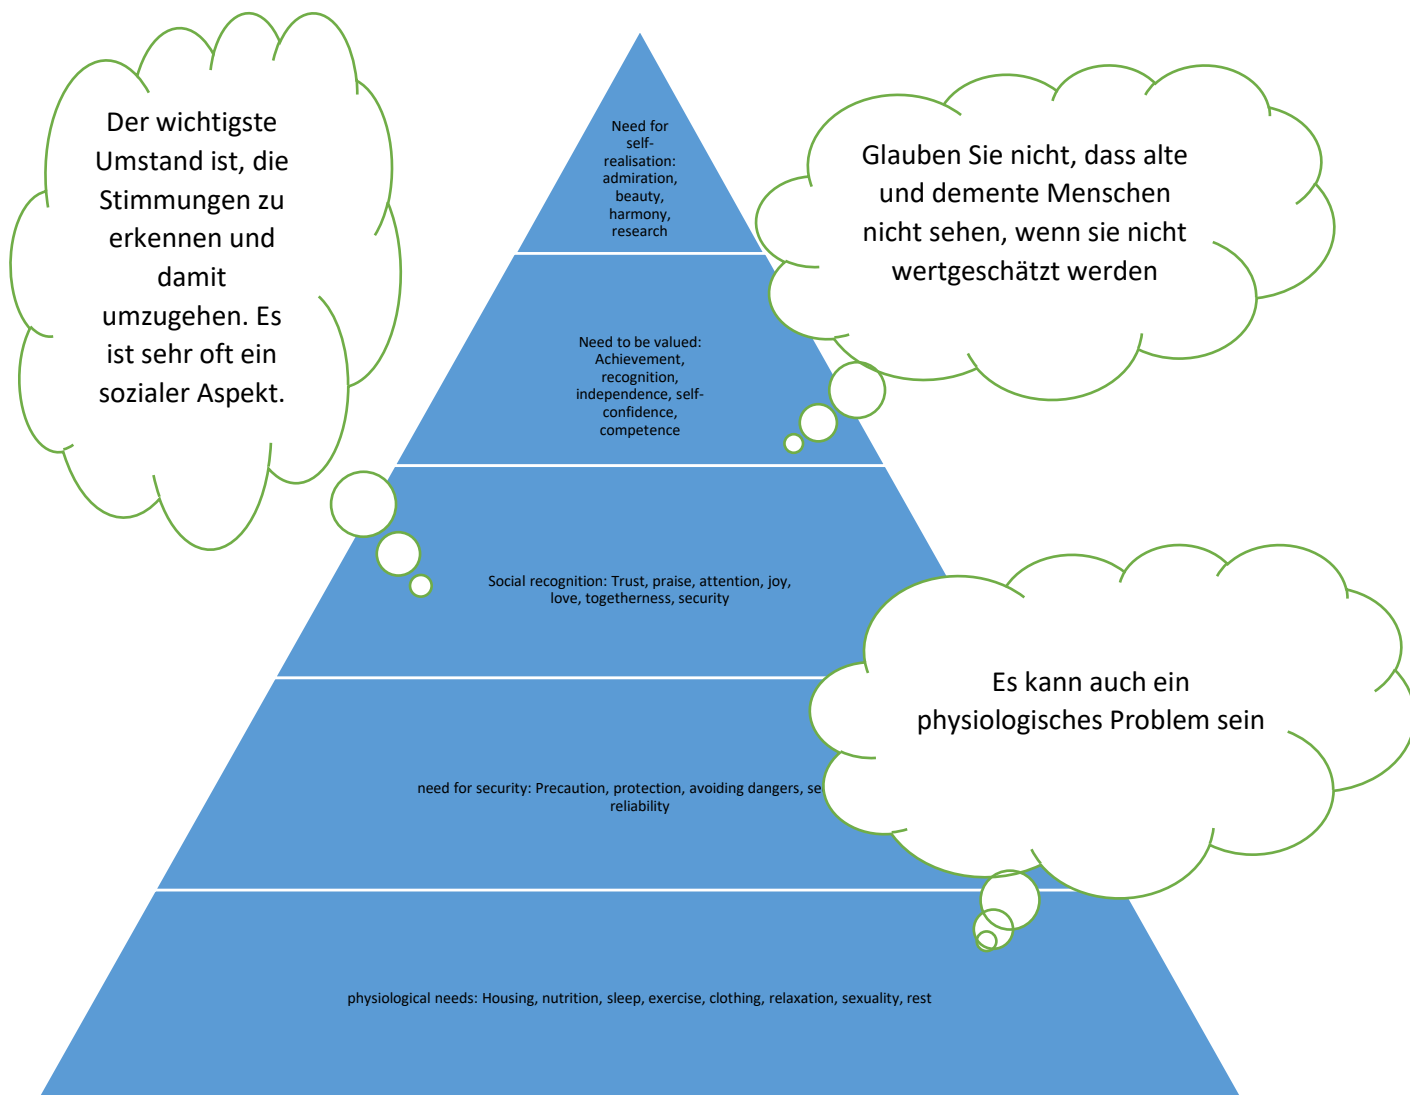 Der wichtigste
Umstand ist, die
Stimmungen zu
erkennen und
damit
umzugehen. Es
ist sehr oft ein
sozialer Aspekt.
Need for
self-
realisation:
admiration,
beauty,
harmony,
research
Glauben Sie nicht, dass alte
und demente Menschen
nicht sehen, wenn sie nicht
wertgeschätzt werden
Need to be valued:
Achievement,
recognition,
independence, self-
confidence,
competence
Social recognition: Trust, praise, attention, joy,
love, togetherness, security
Es kann auch ein
physiologisches Problem sein
need for security: Precaution, protection, avoiding dangers,
reliability
physiological needs: Housing, nutrition, sleep, exercise, clothing, relaxation, sexuality, rest